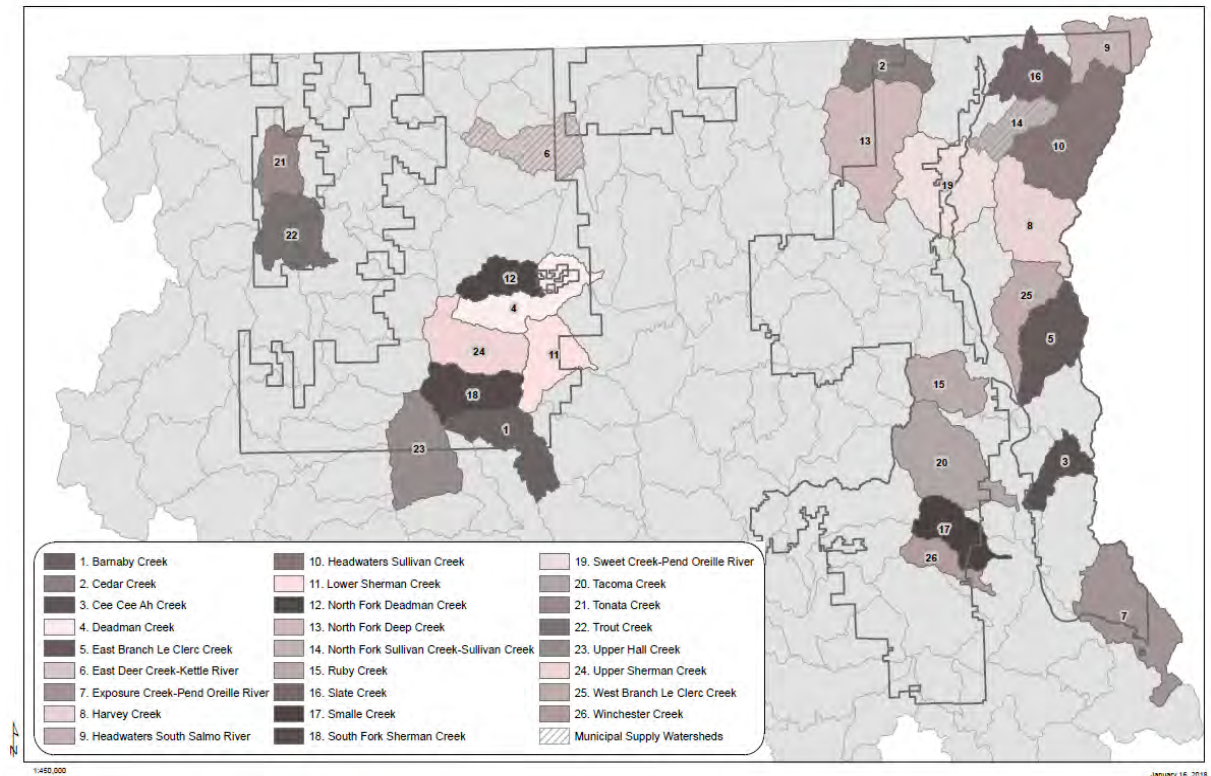 9
2
16
14
21
6
13
10
19
22
8
12
25
4
5
24
11
15
18
1
23
20
3
17
26
7
1. Barnaby Creek
2. Cedar Creek
3. Cee Cee Ah Creek
4. Deadman Creek
5. East Branch Le Clerc Creek
6. East Deer Creek-Kettle River
7. Exposure Creek-Pend Oreille River
8. Harvey Creek
9. Headwaters South Salmo River
10. Headwaters Sullivan Creek
11. Lower Sherman Creek
12. North Fork Deadman Creek
13. North Fork Deep Creek
14. North Fork Sullivan Creek-Sullivan Creek
15. Ruby Creek
16. Slate Creek
17. Smalle Creek
18. South Fork Sherman Creek
19. Sweet Creek-Pend Oreille River
20. Tacoma Creek
21. Tonata Creek
22. Trout Creek
23. Upper Hall Creek
24. Upper Sherman Creek
25. West Branch Le Clerc Creek
26. Winchester Creek
Municipal Supply Watersheds
1:450,000
January 16, 2018